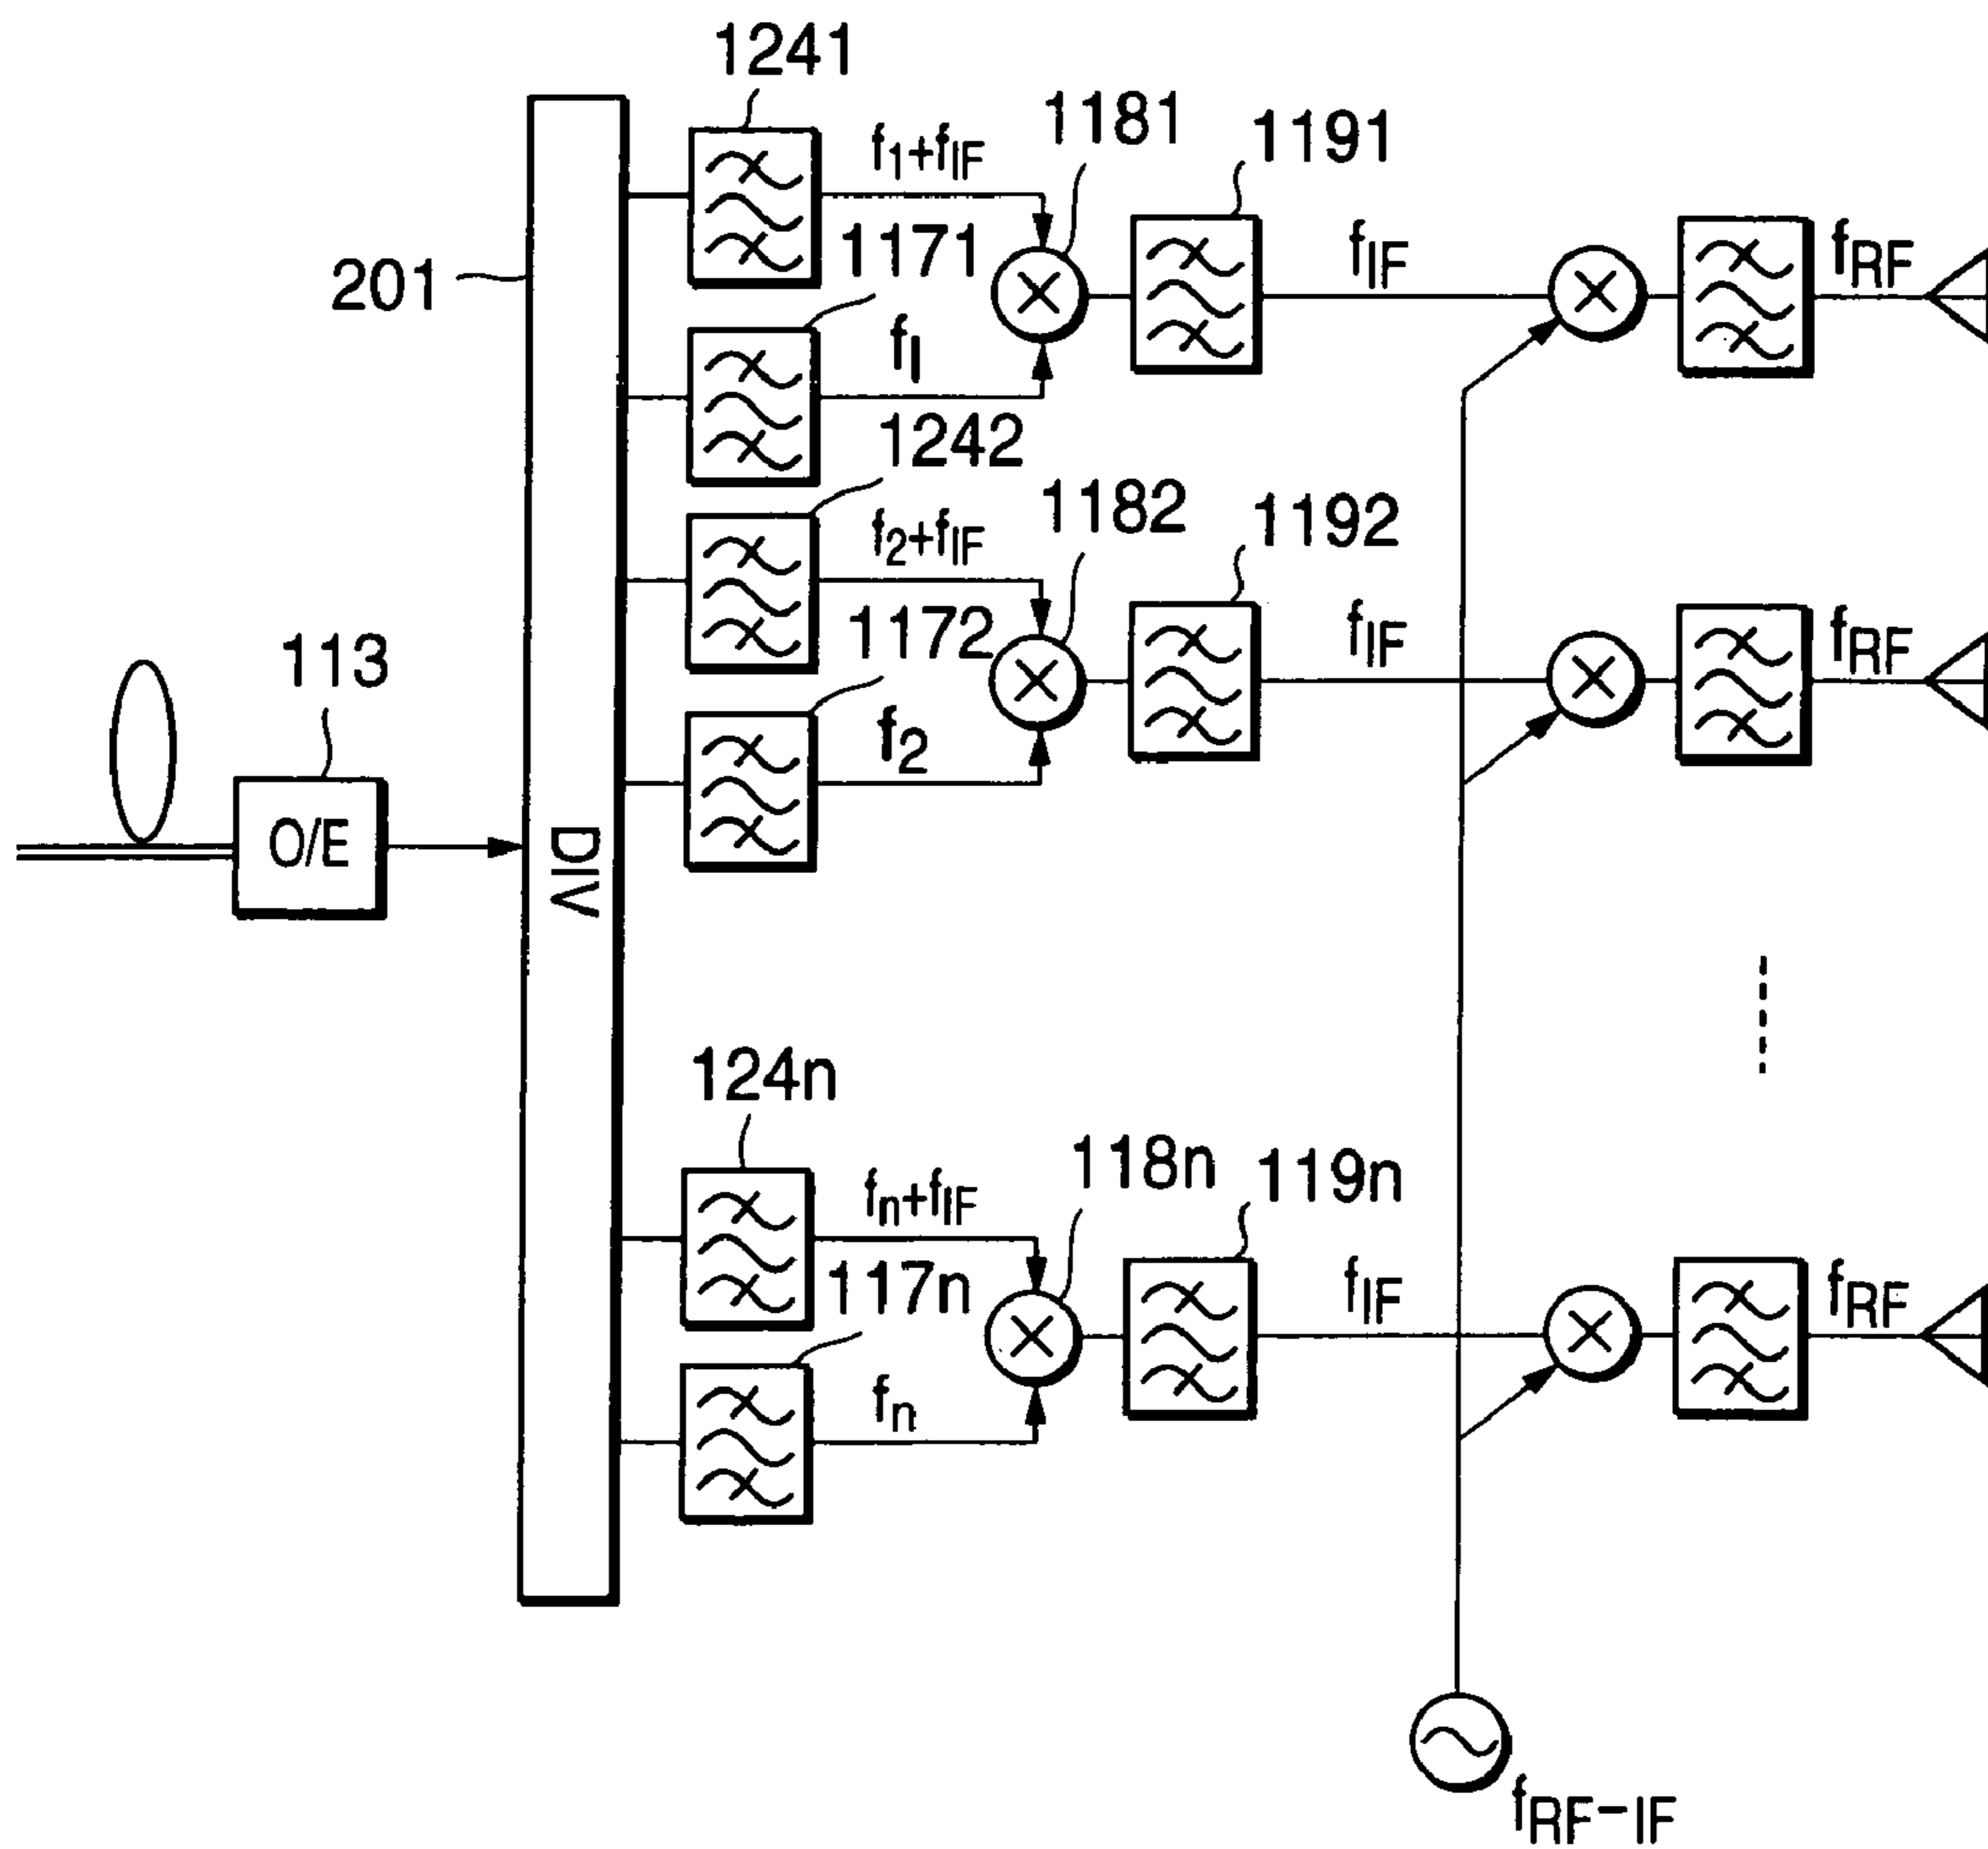 1241
f1+fIF
1181
1191
1171
201
fIF
fRF
f1
1242
1182
1192
f2+fIF
1172
fIF
fRF
113
f2
O/E
DIV
124n
118n
119n
fn+fIF
117n
fIF
fRF
fn
fRF-IF